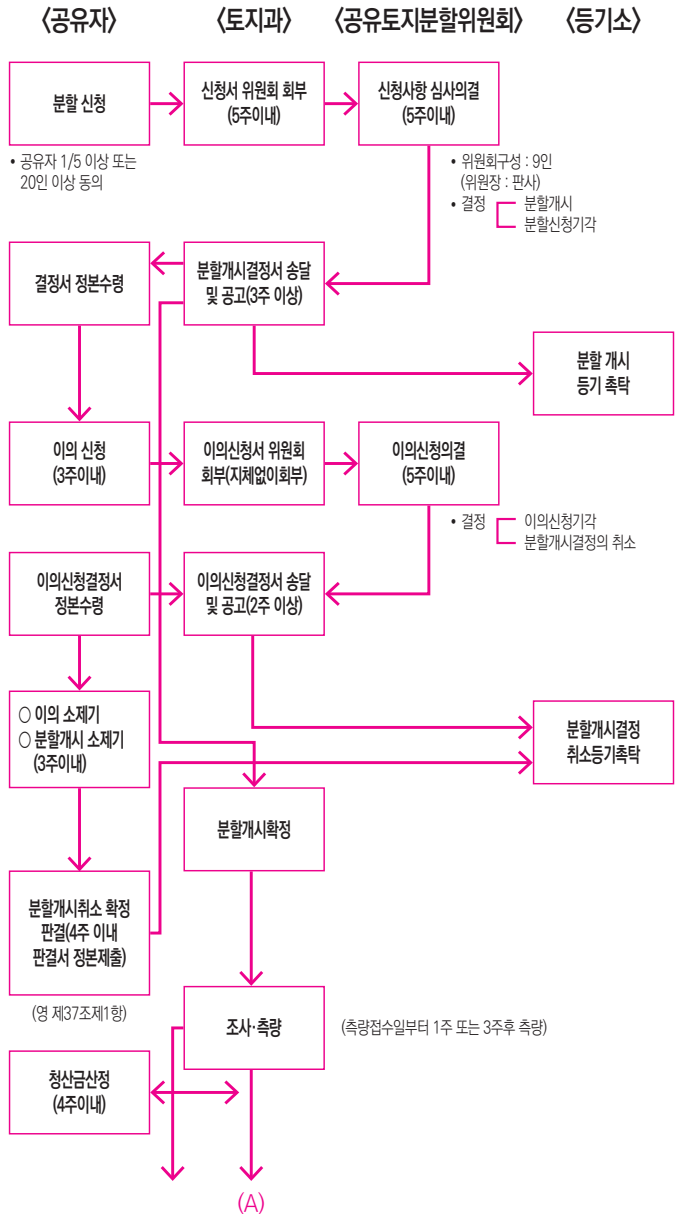 〈공유자〉 〈토지과〉 〈공유토지분할위원회〉 〈등기소〉
분할 신청
신청서 위원회 회부
(5주이내)
신청사항 심사의결
(5주이내)
• 공유자 1/5 이상 또는
20인 이상 동의
• 위원회구성 : 9인
(위원장 : 판사)
• 결정
분할개시
분할신청기각
결정서 정본수령
분할개시결정서 송달
및 공고(3주 이상)
분할 개시
등기 촉탁
이의 신청
(3주이내)
이의신청서 위원회
회부(지체없이회부)
이의신청의결
(5주이내)
• 결정
이의신청기각
분할개시결정의 취소
이의신청결정서
정본수령
이의신청결정서 송달
및 공고(2주 이상)
○ 이의 소제기
○ 분할개시 소제기
(3주이내)
분할개시결정
취소등기촉탁
분할개시확정
분할개시취소 확정
판결(4주 이내
판결서 정본제출)
(영 제37조제1항)
조사·측량
(측량접수일부터 1주 또는 3주후 측량)
청산금산정
(4주이내)
(A)